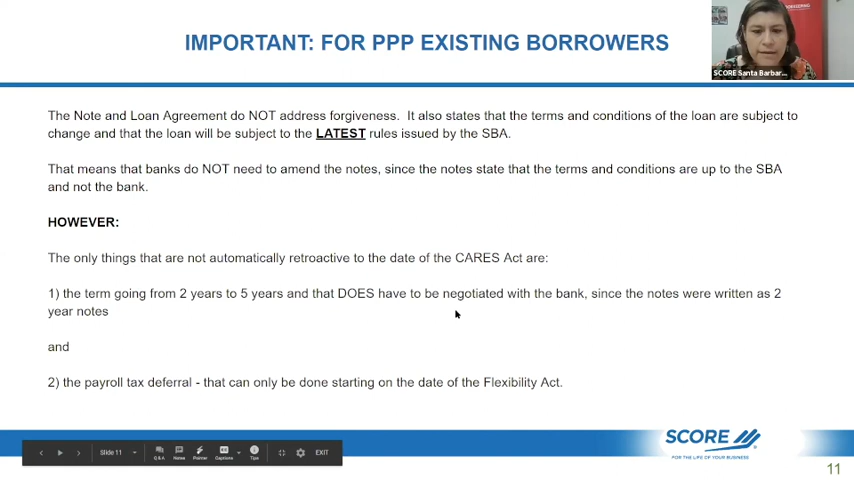 IMPORTANT: FOR PPP EXISTING BORROWERS
SCORE Santa Barbar...
The Note and Loan Agreement do NOT address forgiveness. It also states that the terms and conditions of the loan are subject to
change and that the loan will be subject to the LATEST rules issued by the SBA.
That means that banks do NOT need to amend the notes, since the notes state that the terms and conditions are up to the SBA
and not the bank.
HOWEVER:
The only things that are not automatically retroactive to the date of the CARES Act are:
1) the term going from 2 years to 5 years and that DOES have to be negotiated with the bank, since the notes were written as 2
year notes
and
2) the payroll tax deferral - that can only be done starting on the date of the Flexibility Act.
SCORE
FOR THE LIFE OF YOUR BUSINESS
Slide 11
Q&A
Notes
Pointer
Captions
Tips
EXIT
11